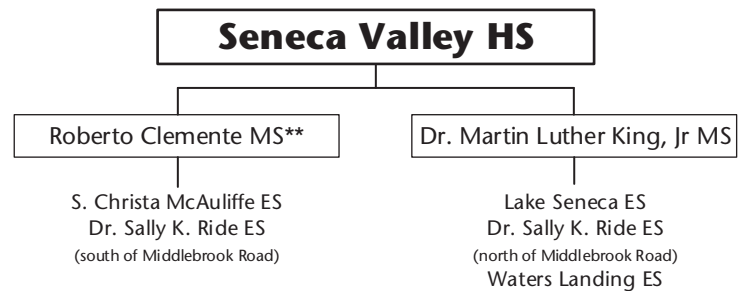 Seneca Valley HS
Roberto Clemente MS**
S. Christa McAuliffe ES
Dr. Sally K. Ride ES
(south of Middlebrook Road)
Dr. Martin Luther King, Jr MS
Lake Seneca ES
Dr. Sally K. Ride ES
(north of Middlebrook Road)
Waters Landing ES